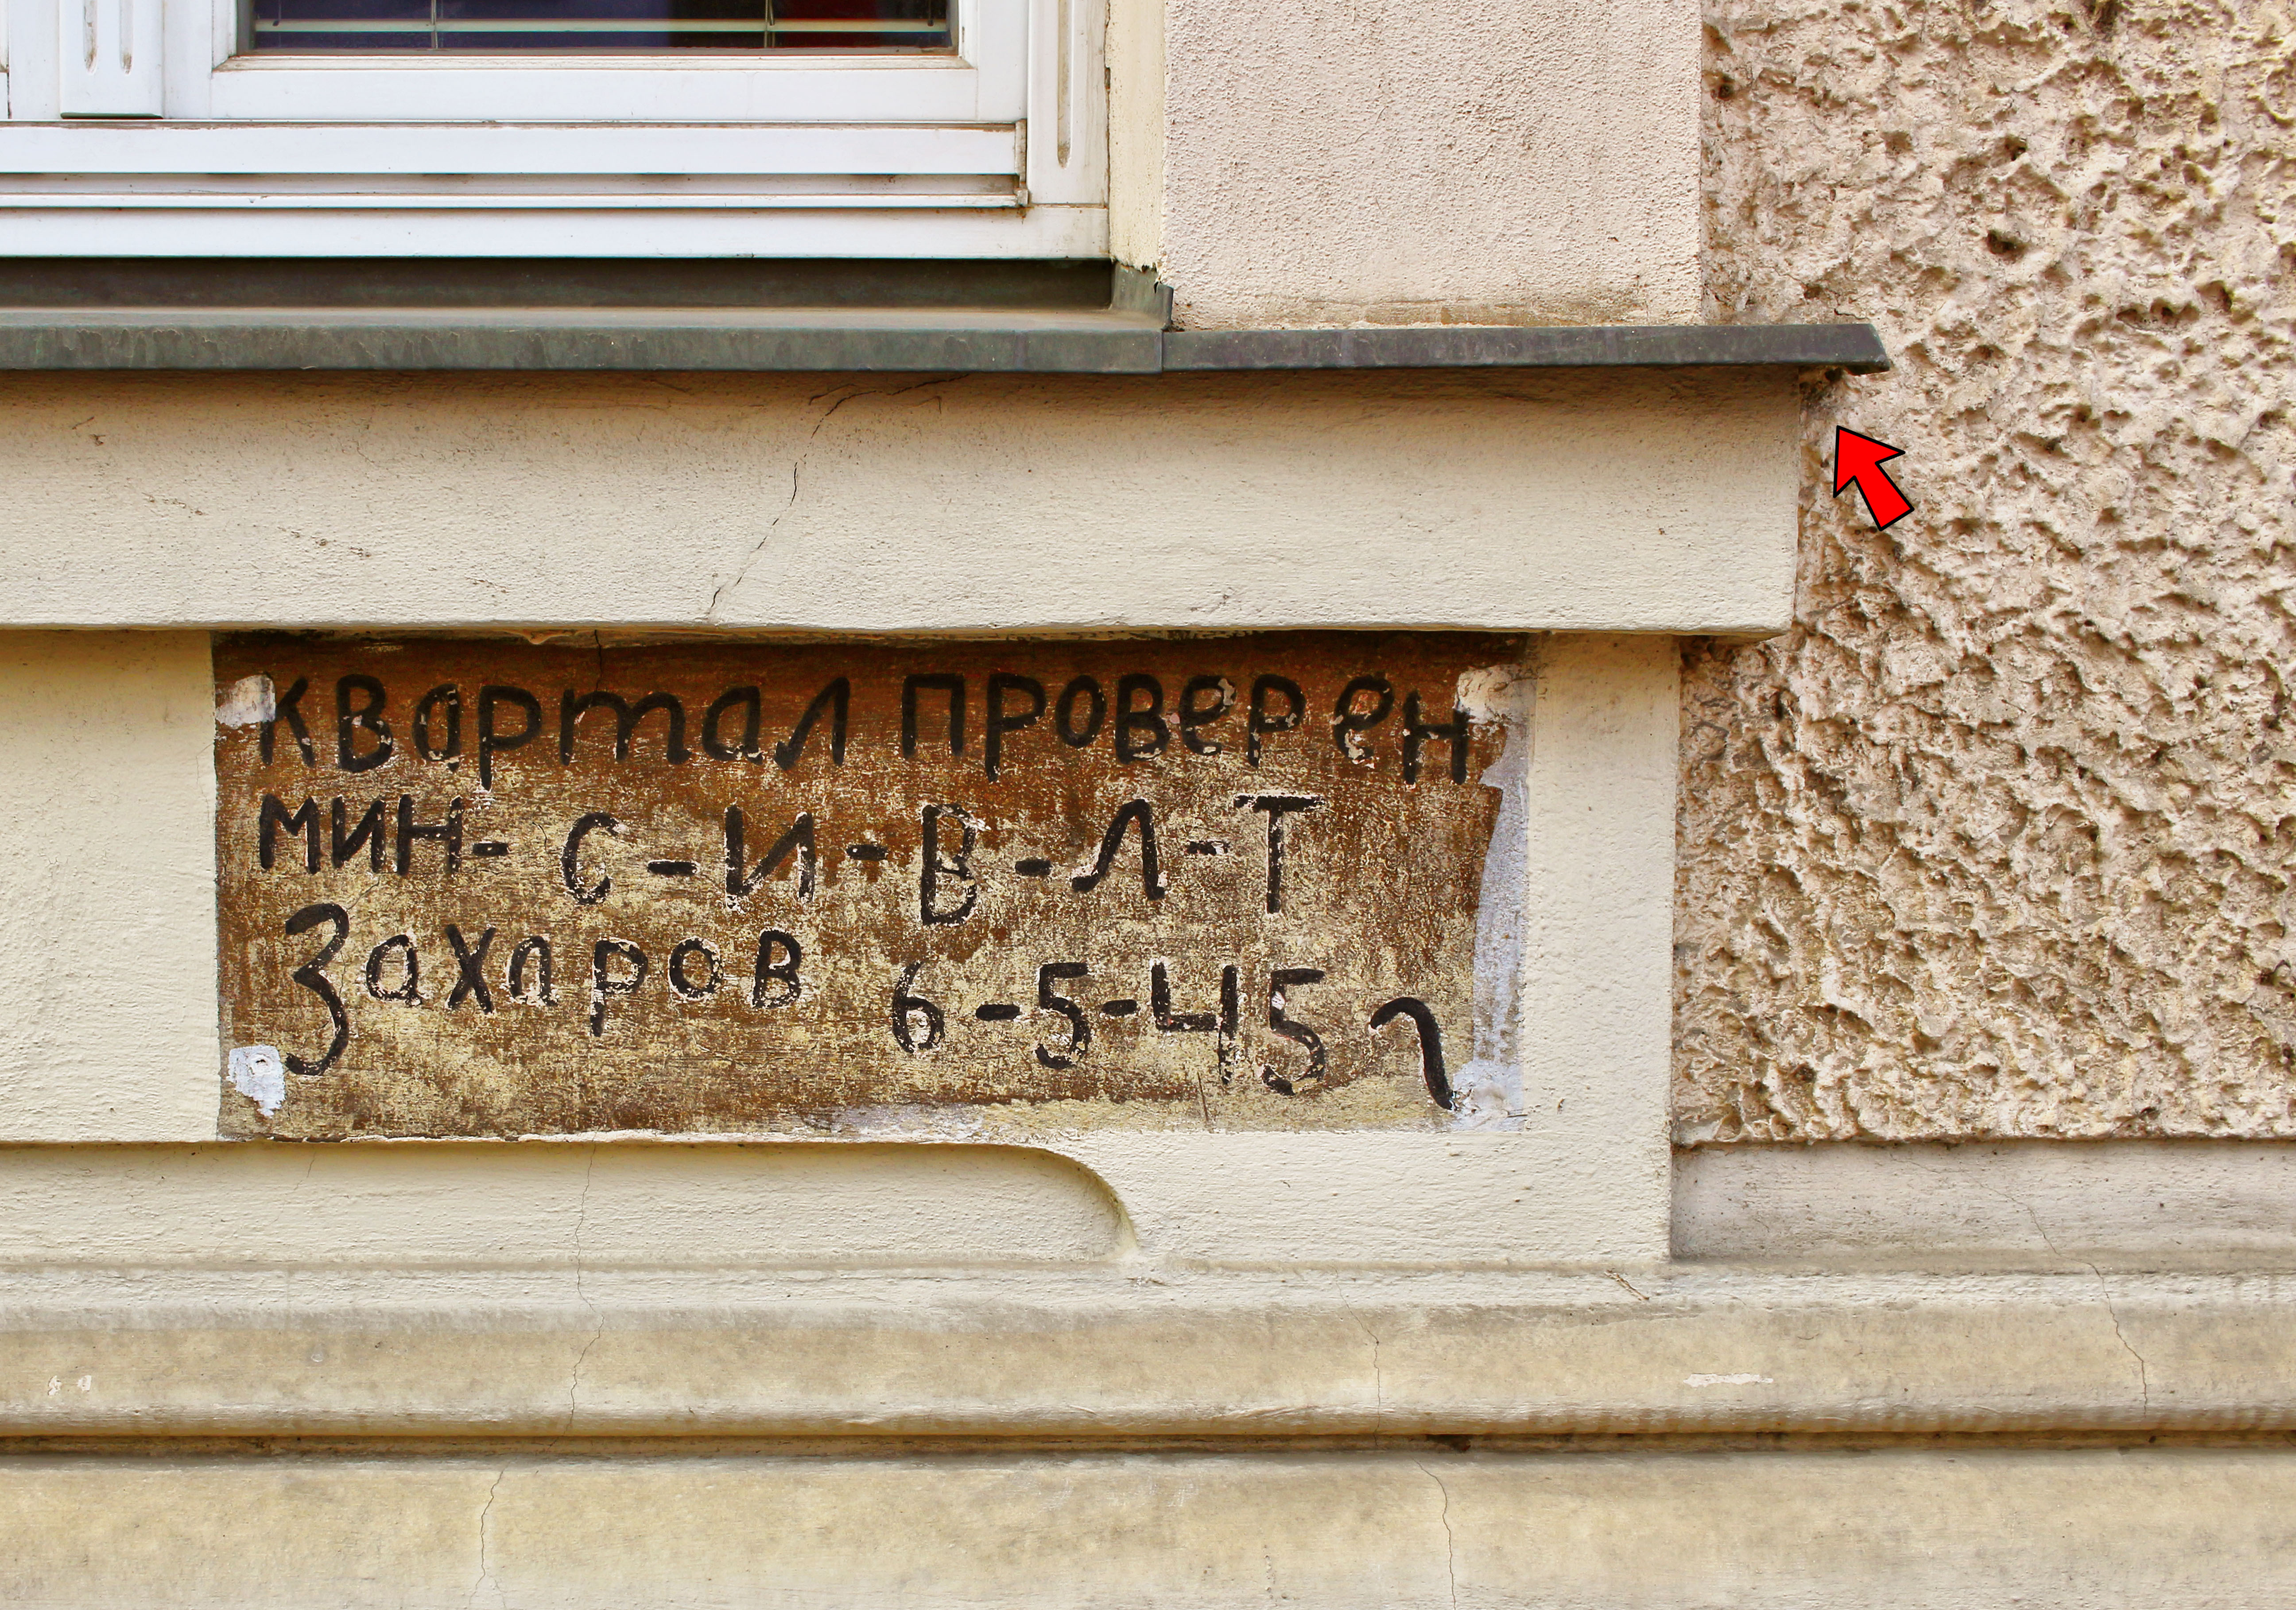 квартал проверен
мин- С-И-В-Л-Т
Захаров 6-5-45г